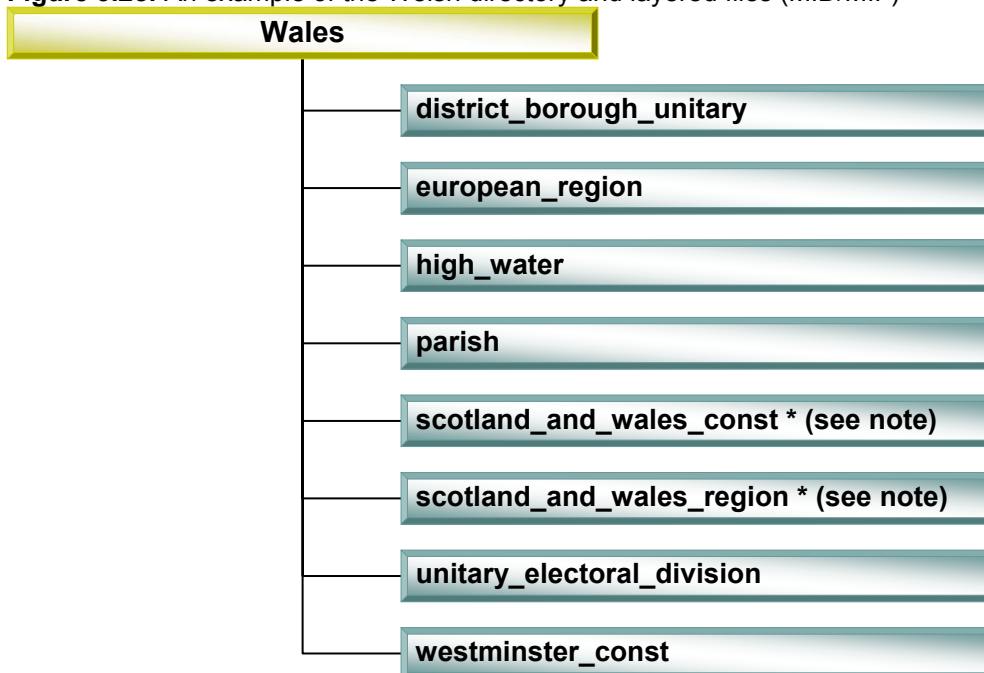 Wales
district_borough_unitary
european_region
high_water
parish
scotland_and_wales_const * (see note)
scotland_and_wales_region * (see note)
unitary_electoral_division
westminster_const